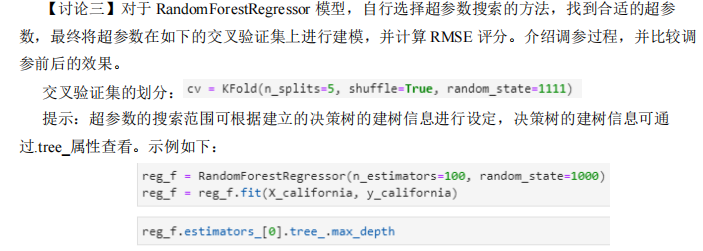 【讨论三】对于 RandomForestRegressor 模型，自行选择超参数搜索的方法，找到合适的超参
数，最终将超参数在如下的交叉验证集上进行建模，并计算 RMSE 评分。介绍调参过程，并比较调
参前后的效果。
交叉验证集的划分：cv = KFold(n_splits=5, shuffle=True, random_state=1111)
提示：超参数的搜索范围可根据建立的决策树的建树信息进行设定，决策树的建树信息可通
过.tree_属性查看。示例如下：
reg_f = RandomForestRegressor(n_estimators=100, random_state=1000)
reg_f = reg_f.fit(X_california, y_california)
reg_f.estimators_[0].tree_.max_depth